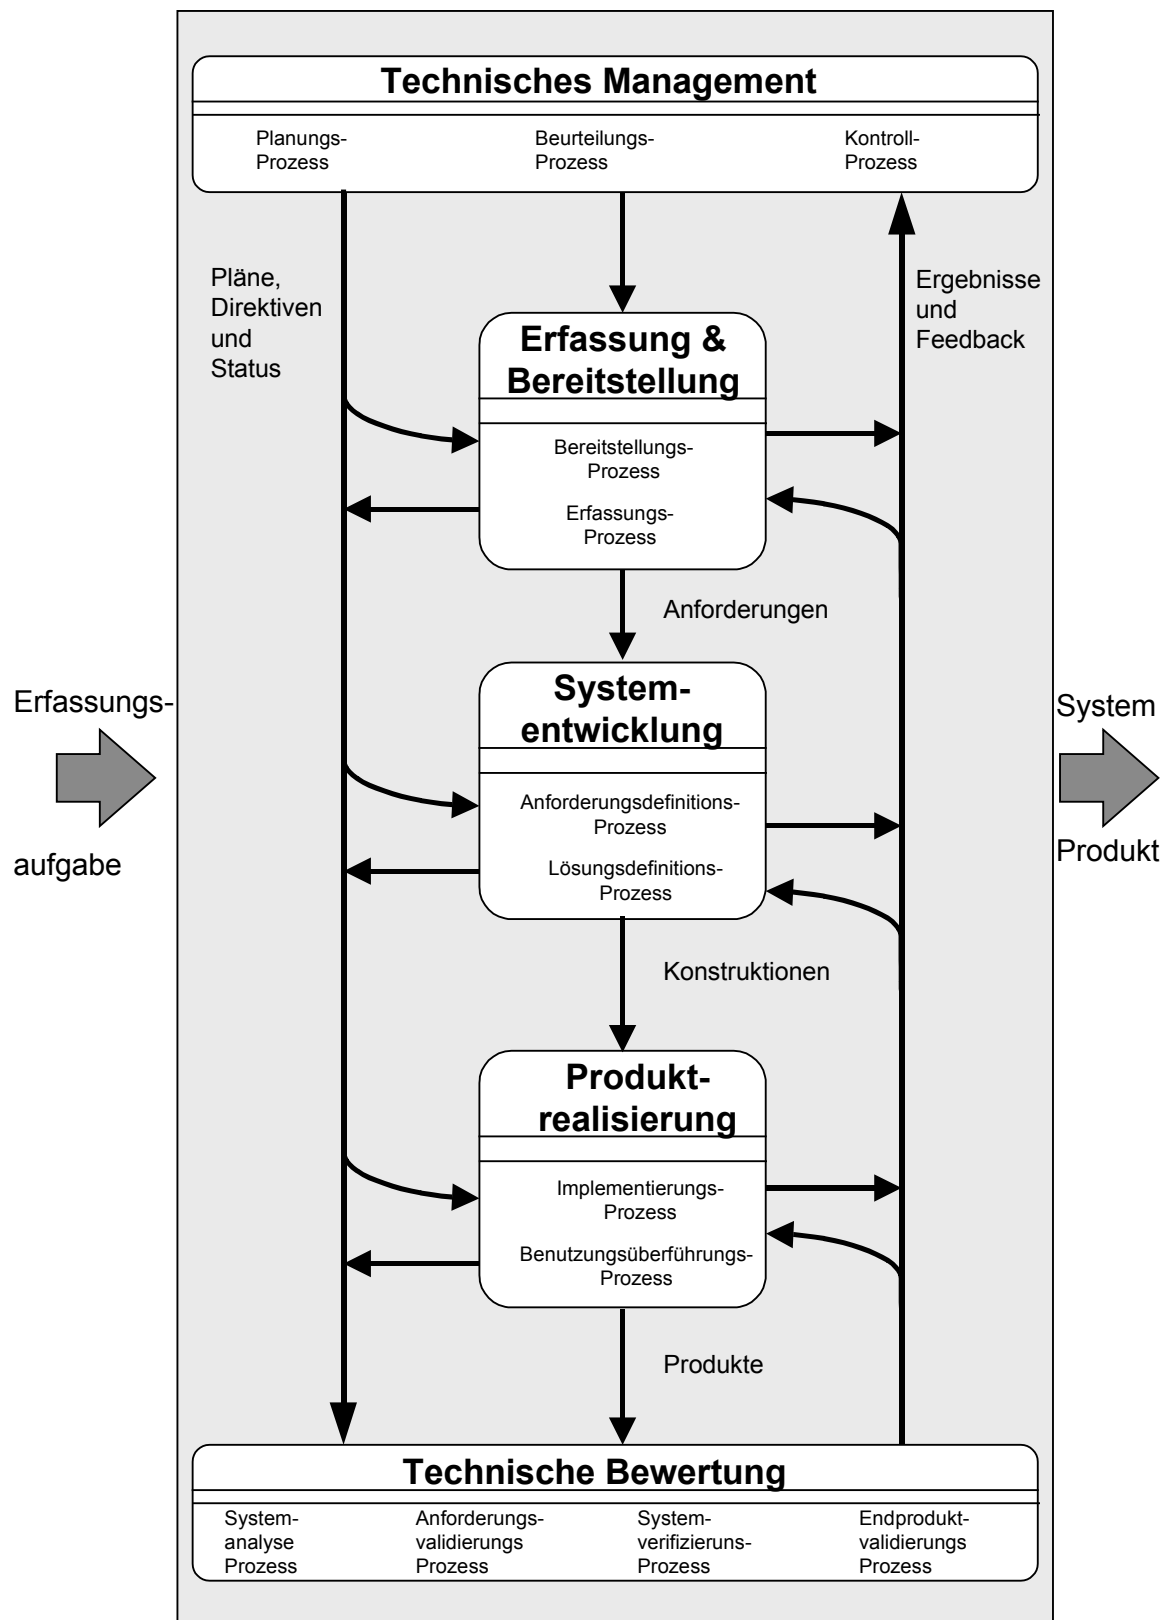 Technisches Management
Planungs-
Prozess
Beurteilungs-
Prozess
Kontroll-
Prozess
Pläne,
Direktiven
und
Status
Ergebnisse
und
Feedback
Erfassung &
Bereitstellung
Bereitstellungs-
Prozess
Erfassungs-
Prozess
Anforderungen
Erfassungs-
aufgabe
System-
entwicklung
Anforderungsdefinitions-
Prozess
Lösungsdefinitions-
Prozess
System
Produkt
Konstruktionen
Produkt-
realisierung
Implementierungs-
Prozess
Benutzungsüberführungs-
Prozess
Produkte
Technische Bewertung
System-
analyse
Prozess
Anforderungs-
validierungs
Prozess
System-
verifizieruns-
Prozess
Endprodukt-
validierungs
Prozess